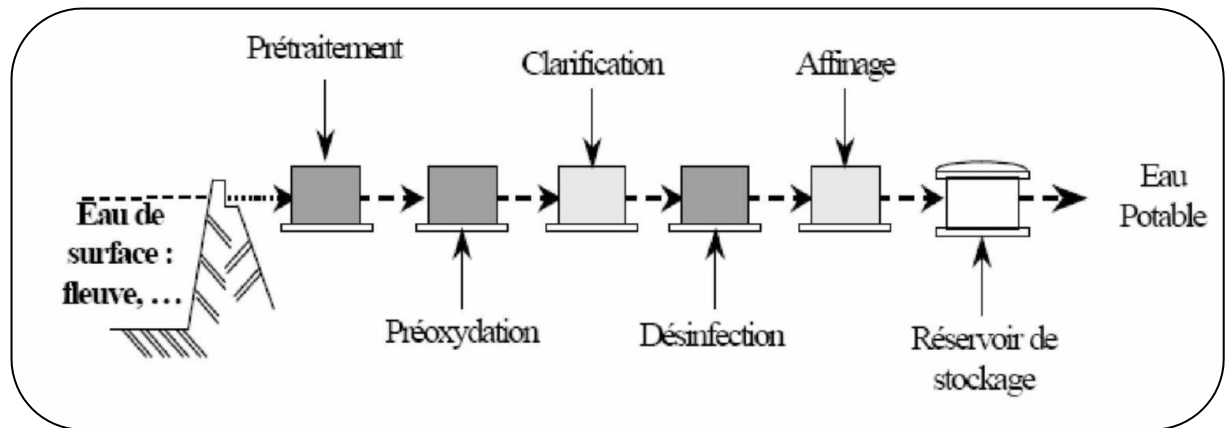 Prétraitement
Clarification
Affinage
Eau de
surface :
fleuve, …
Eau
Potable
Préoxydation
Désinfection
Réservoir de
stockage